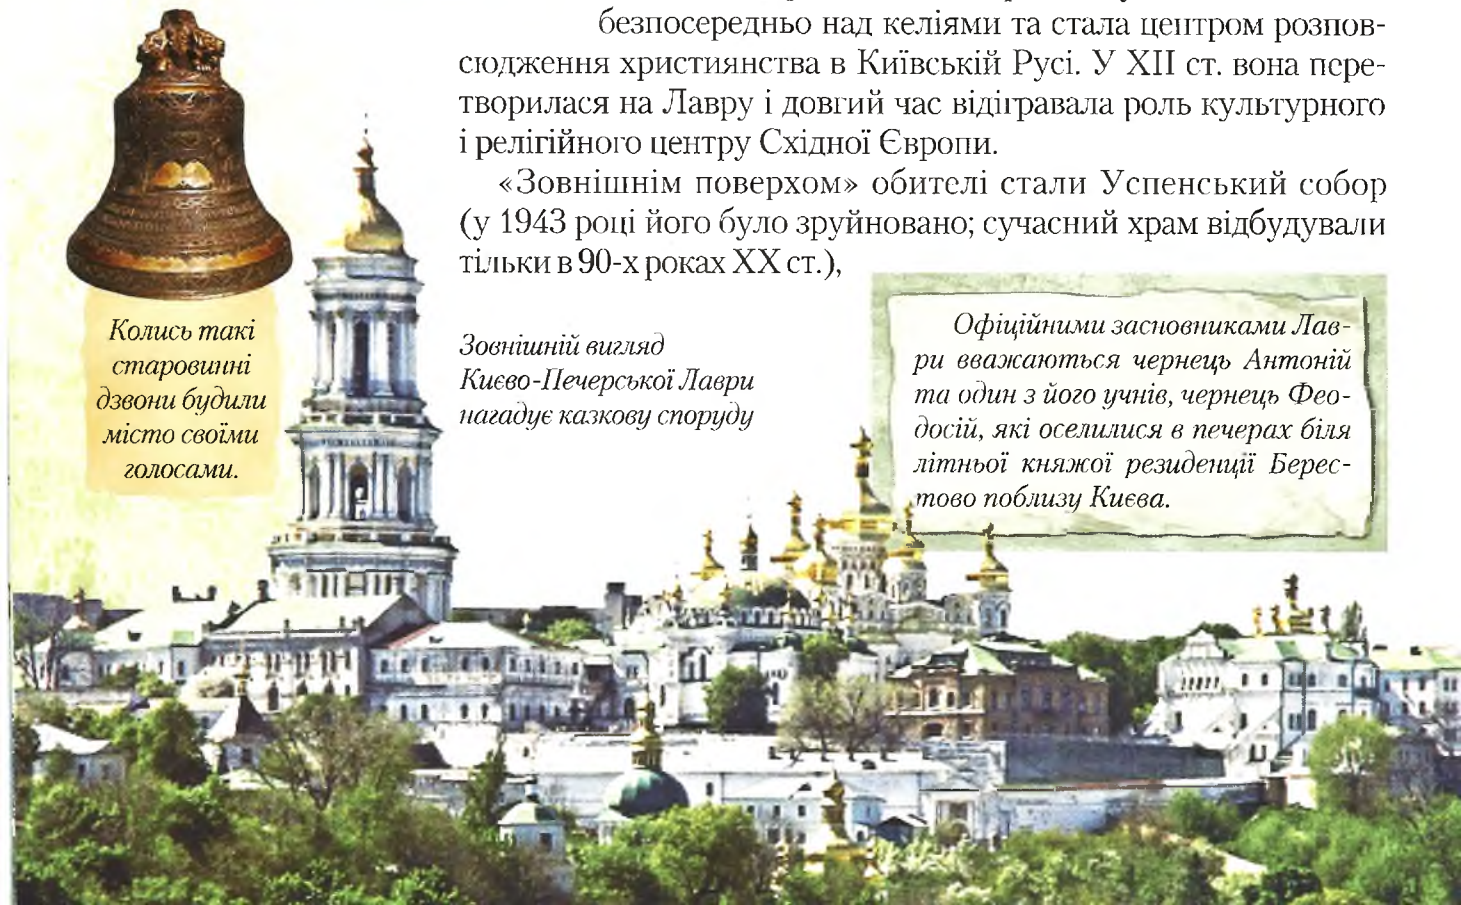 безпосередньо над келіями та стала центром розпов-
сюдження християнства в Київській Русі. У XII ст. вона пере-
творилася на Лавру і довгий час відігравала роль культурного
і релігійного центру Східної Європи.
«Зовнішнім поверхом» обителі стали Успенський собор
(у 1943 році його було зруйновано; сучасний храм відбудували
тільки в 90-х роках XX ст.),
Колись такі
старовинні
дзвони будили
місто своїми
голосами.
Зовнішній вигляд
Києво-Печерської Лаври
нагадує казкову споруду
Офіційними засновниками Лав-
ри вважаються чернець Антоній
та один з його учнів, чернець Фео-
досій, які оселилися в печерах біля
літньої княжої резиденції Берес-
тово поблизу Києва.